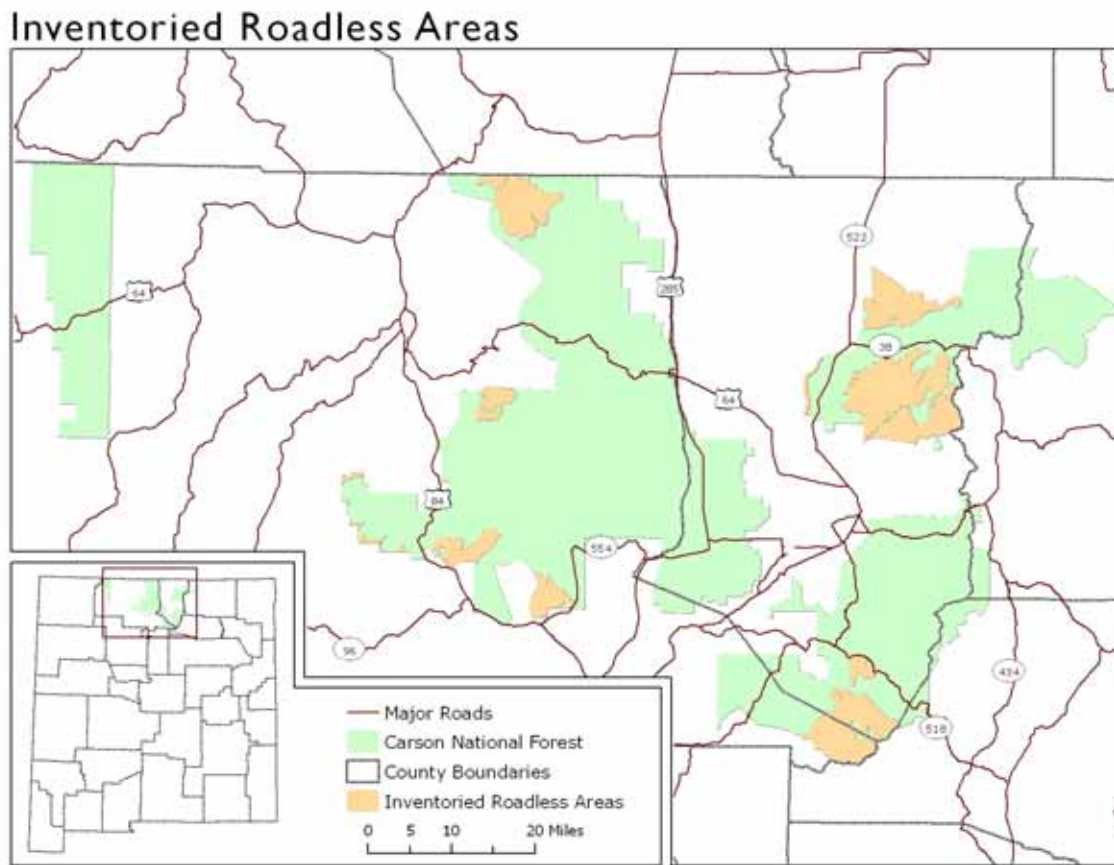 Inventoried Roadless Areas
522
64
285
38
64
84
554
96
434
518
Major Roads
Carson National Forest
County Boundaries
Inventoried Roadless Areas
0 5 10 20 Miles